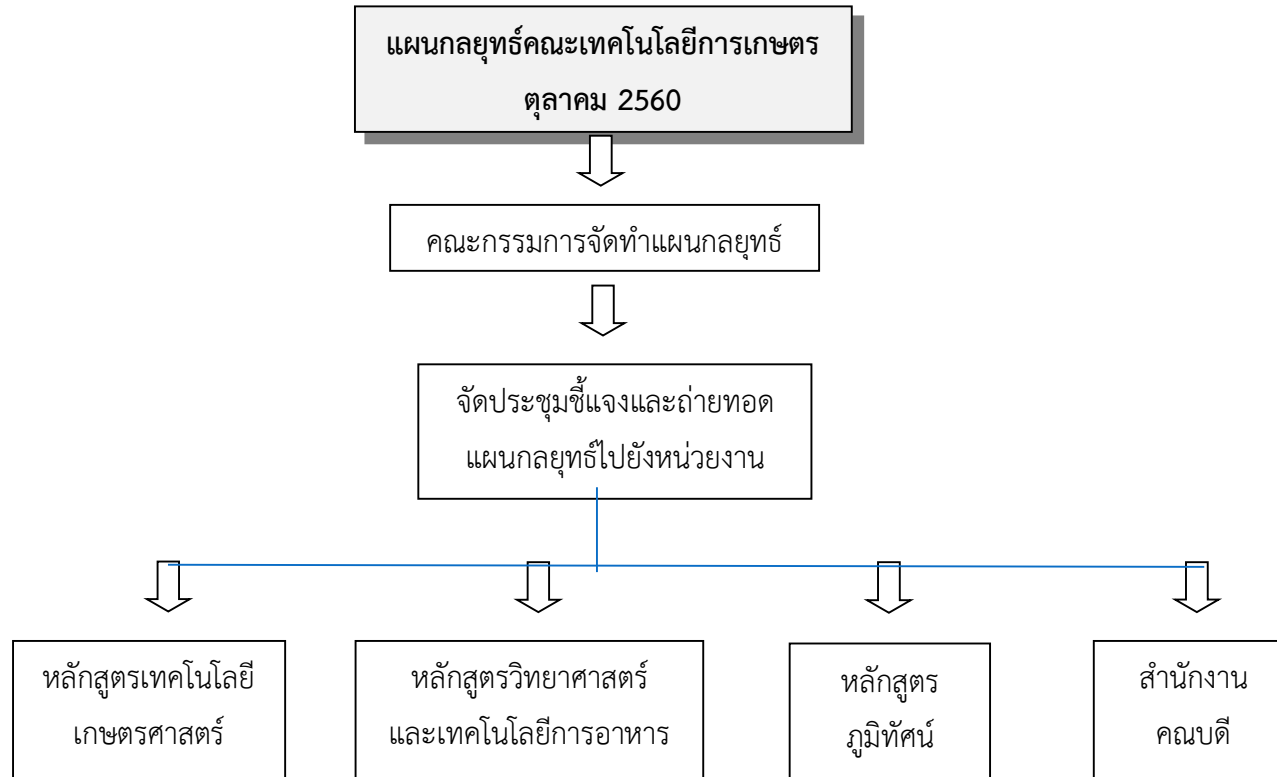 แผนกลยุทธ์คณะเทคโนโลยีการเกษตร
ตุลาคม 2560
คณะกรรมการจัดทำแผนกลยุทธ์
จัดประชุมชี้แจงและถ่ายทอด
แผนกลยุทธ์ไปยังหน่วยงาน
หลักสูตรเทคโนโลยี
เกษตรศาสตร์
หลักสูตรวิทยาศาสตร์
และเทคโนโลยีการอาหาร
หลักสูตร
ภูมิทัศน์
สำนักงาน
คณบดี